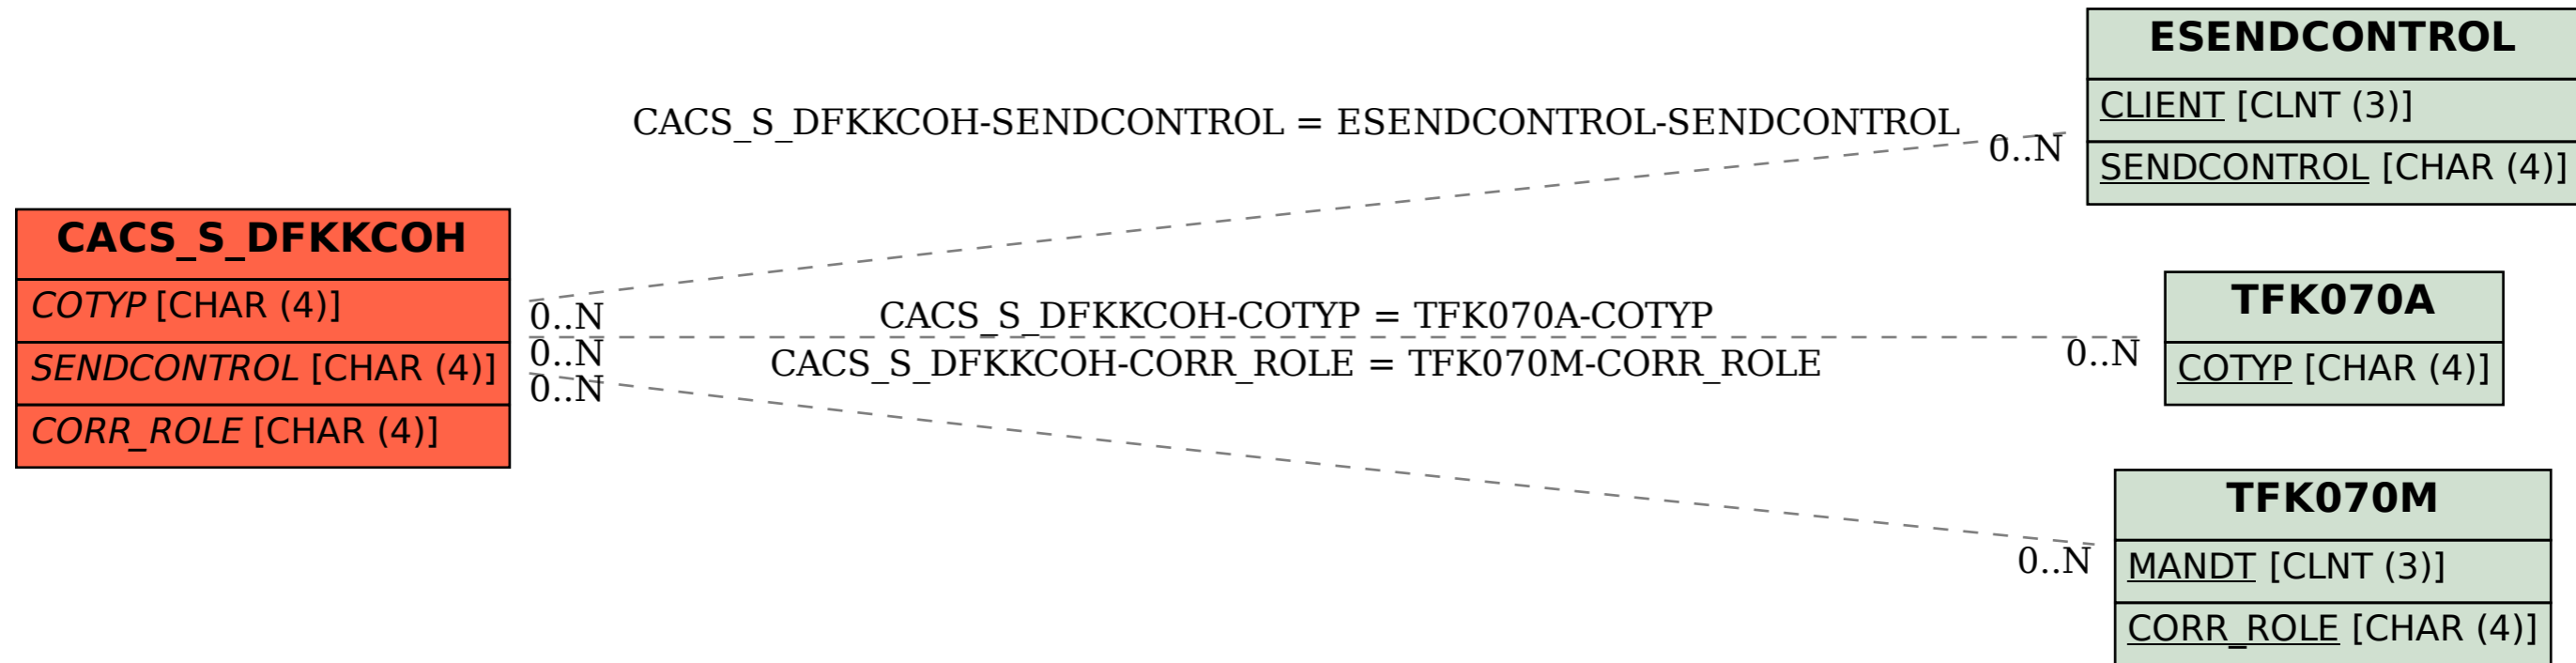 ESENDCONTROL
CLIENT [CLNT (3)]
SENDCONTROL [CHAR (4)]
CACS_S_DFKKCOH-SENDCONTROL = ESENDCONTROL-SENDCONTROL
0..N
CACS_S_DFKKCOH
COTYP [CHAR (4)]
SENDCONTROL [CHAR (4)]
CORR_ROLE [CHAR (4)]
0..N
0..N
0..N
CACS_S_DFKKCOH-COTYP = TFK070A-COTYP
CACS_S_DFKKCOH-CORR_ROLE = TFK070M-CORR_ROLE
0..N
TFK070A
COTYP [CHAR (4)]
0..N
TFK070M
MANDT [CLNT (3)]
CORR_ROLE [CHAR (4)]